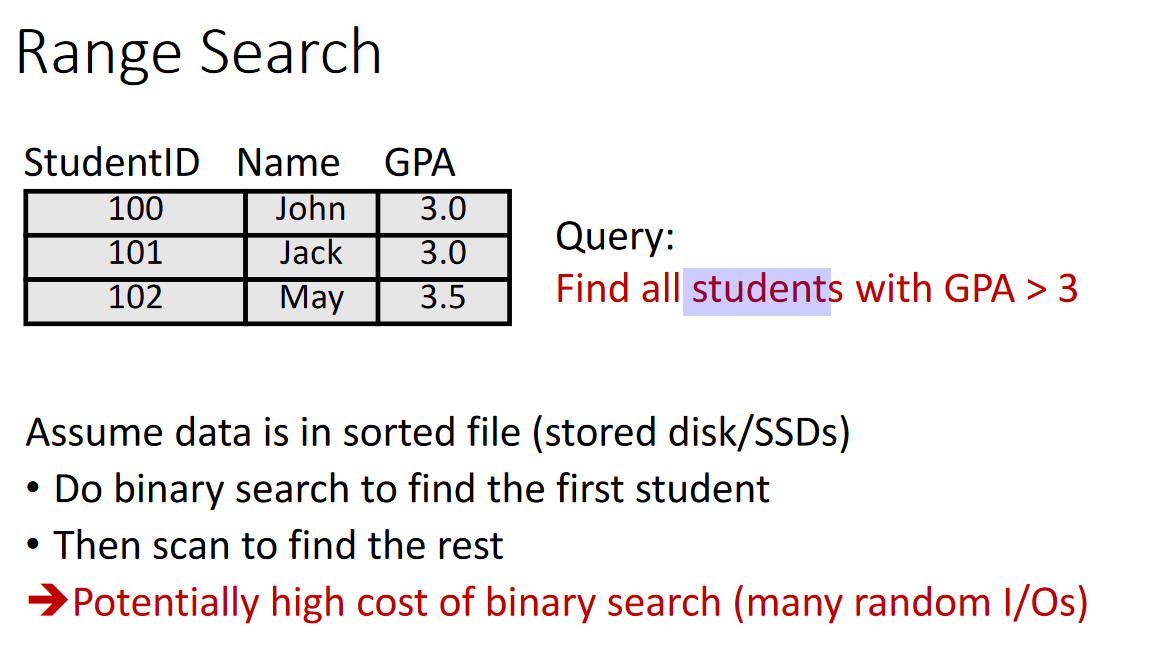 Range Search
StudentID Name GPA
100 John 3.0
101 Jack 3.0
102 May 3.5
Query:
Find all students with GPA > 3
Assume data is in sorted file (stored disk/SSDs)
• Do binary search to find the first student
• Then scan to find the rest
➔Potentially high cost of binary search (many random I/Os)